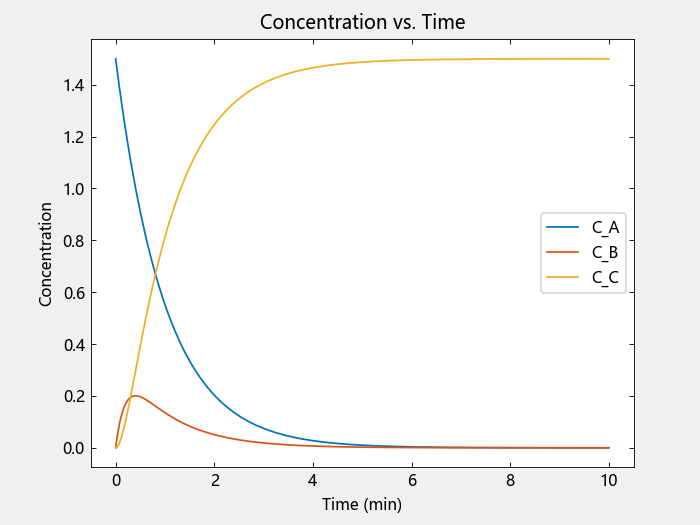 Concentration vs. Time
Concentration
1.4
1.2
1.0
0.8
0.6
0.4
0.2
0.0
C_A
C_B
C_C
0 2 4 6 8 10
Time (min)